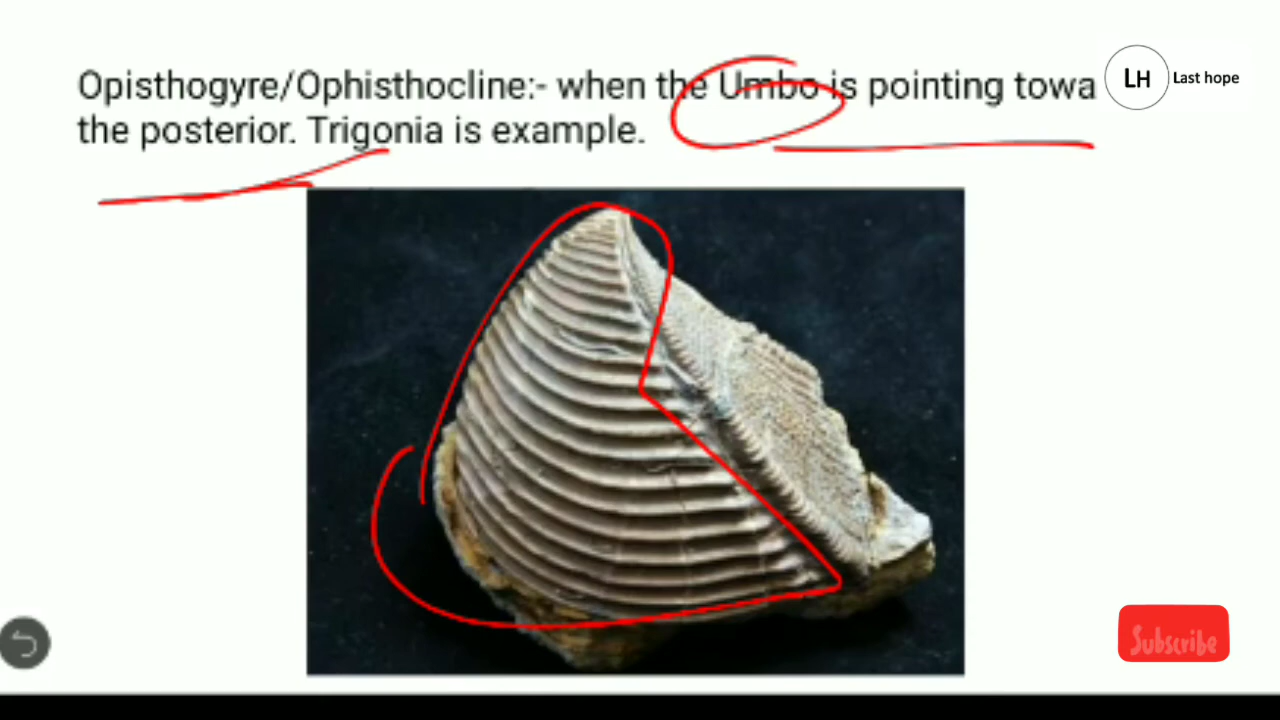 Opisthogyre/Ophisthocline:- when the Umbo is pointing towa
the posterior. Trigonia is example.
LH Last hope
Subscribe